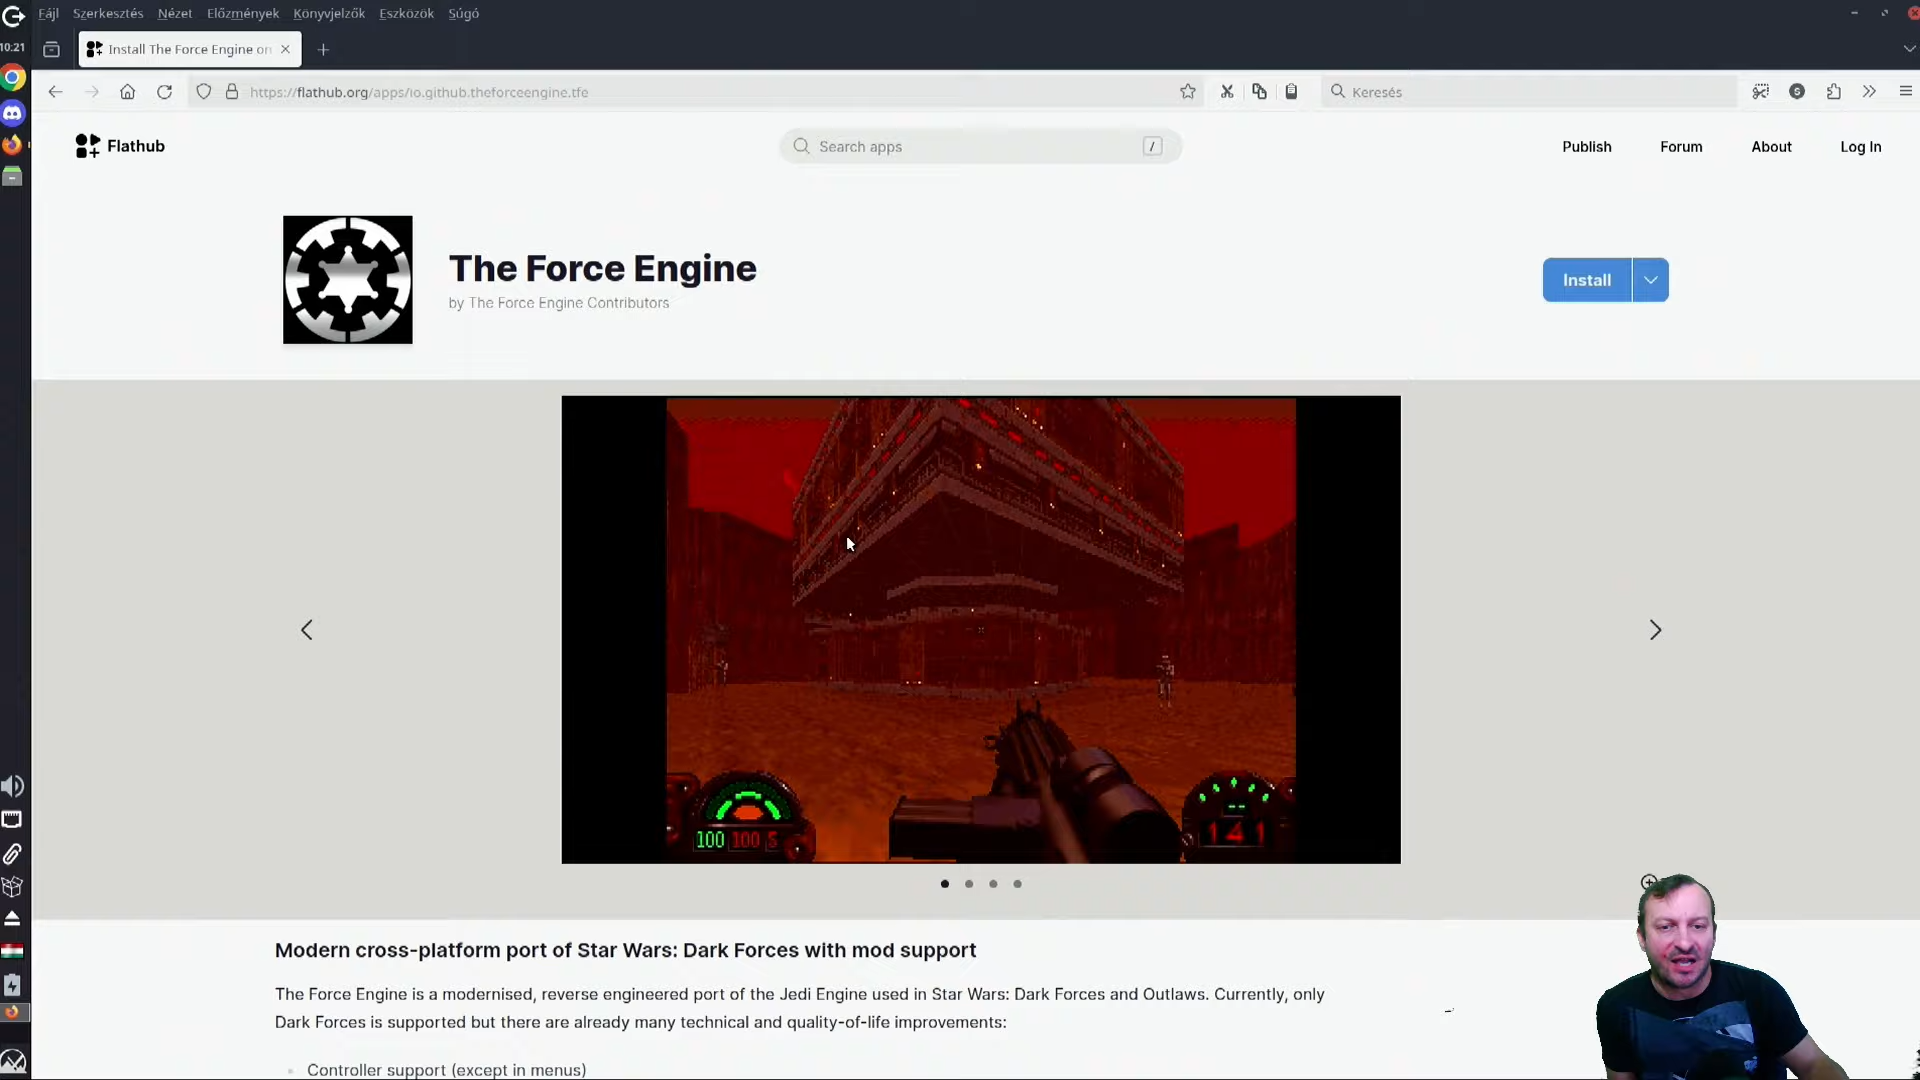 Fájl Szerkesztés Nézet Előzmények Könyvjelzők Eszközök Súgó
10:21
Install The Force Engine on
https://flathub.org/apps/io.github.theforceengine.tfe
Keresés
S
Flathub
Search apps
/
Publish
Forum
About
Log In
The Force Engine
by The Force Engine Contributors
Install
100 100 5
141
Modern cross-platform port of Star Wars: Dark Forces with mod support
The Force Engine is a modernised, reverse engineered port of the Jedi Engine used in Star Wars: Dark Forces and Outlaws. Currently, only
Dark Forces is supported but there are already many technical and quality-of-life improvements:
Controller support (except in menus)